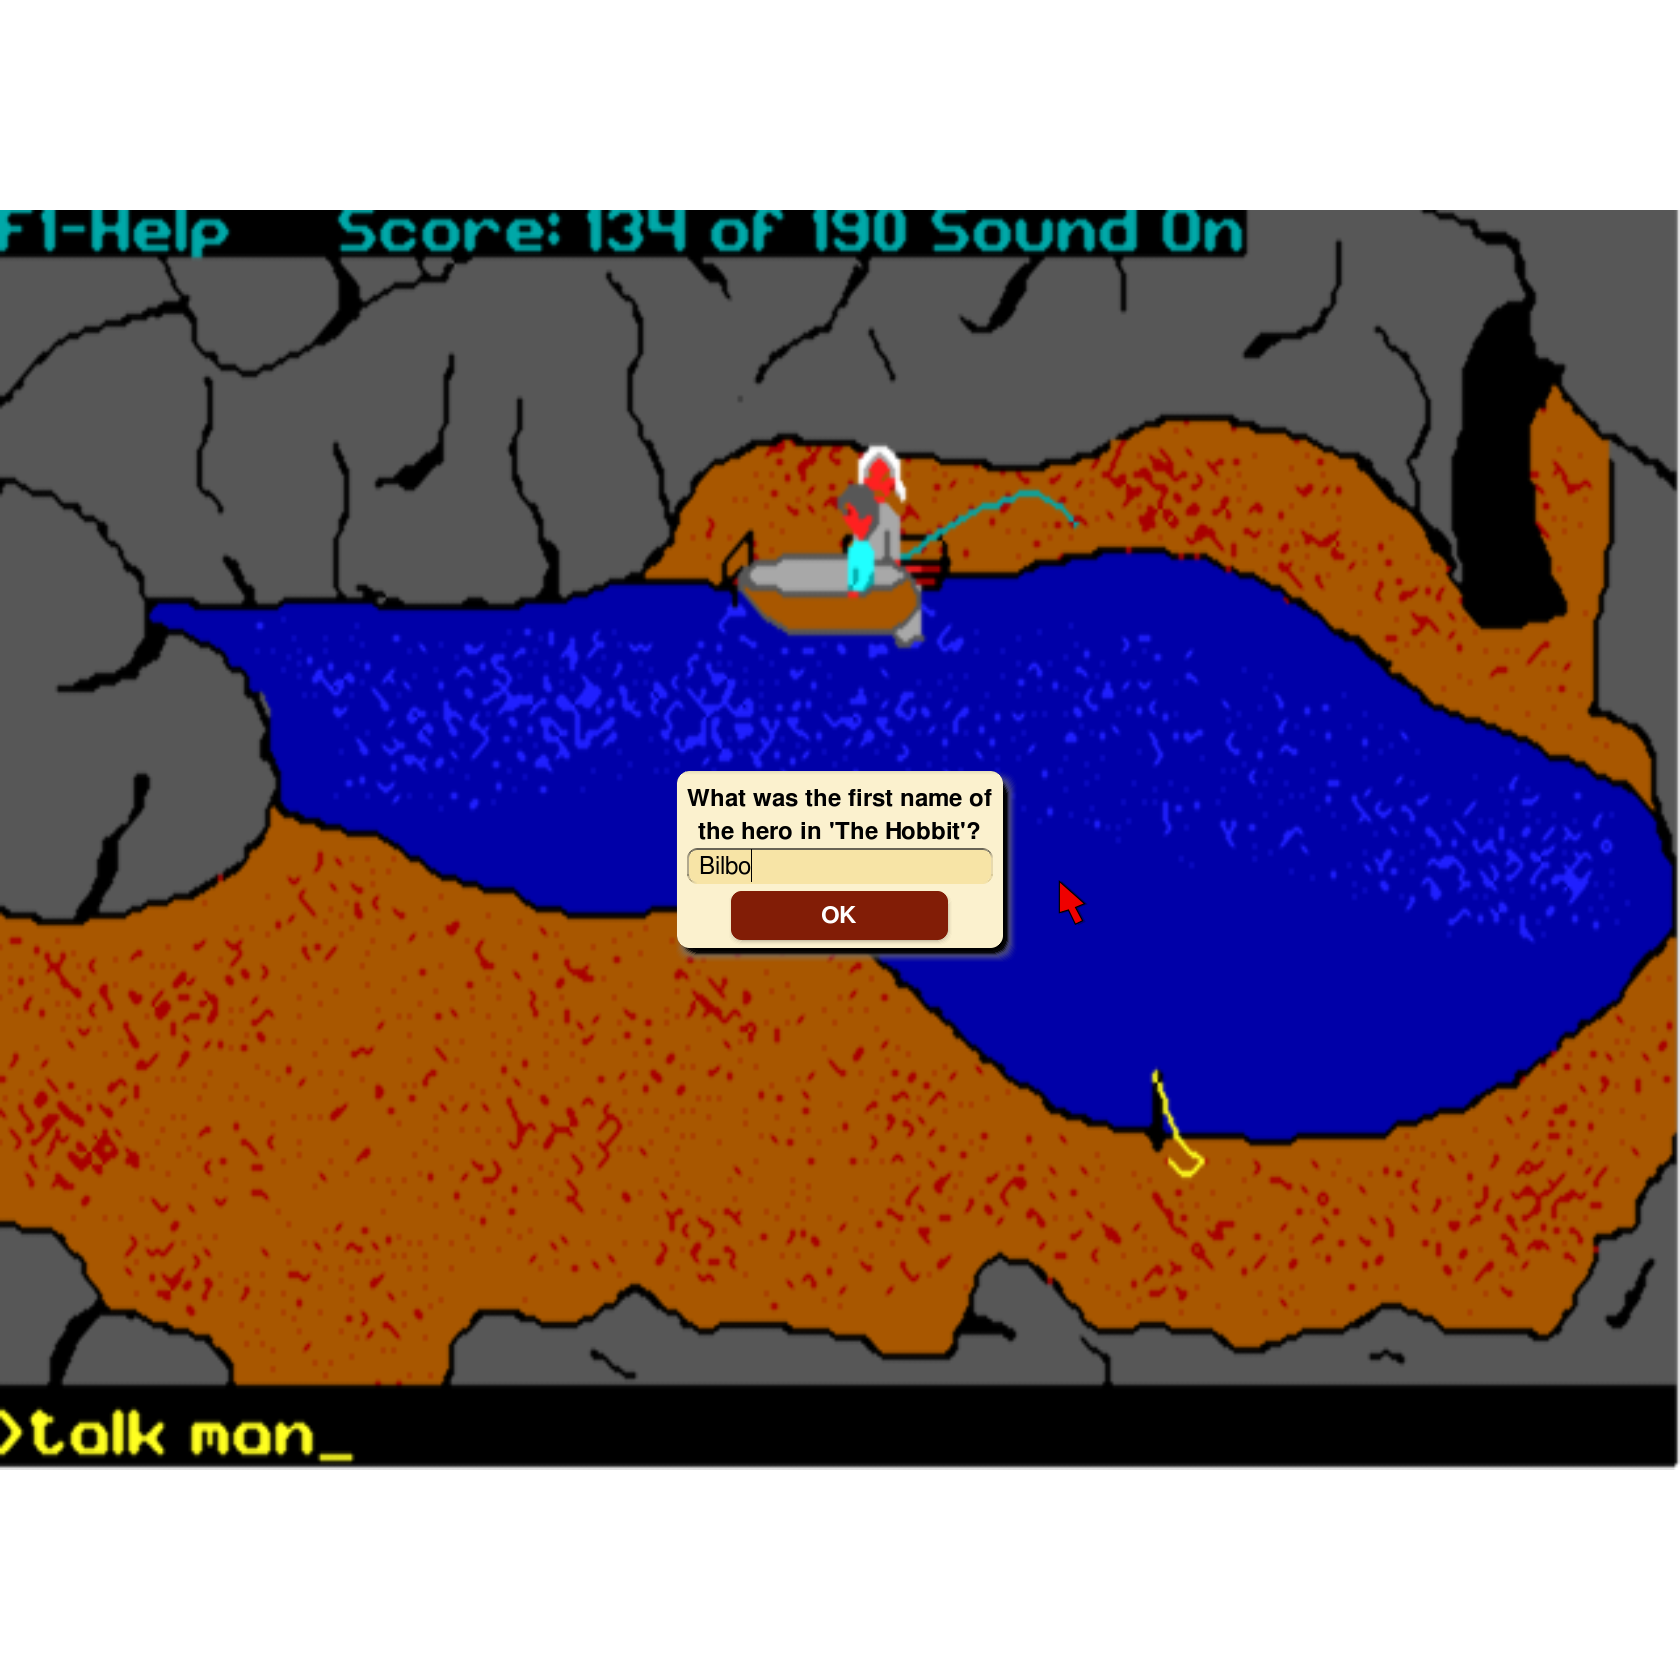 F1-Help Score: 134 of 190 Sound On
What was the first name of
the hero in 'The Hobbit'?
Bilbo
OK
>talk man_